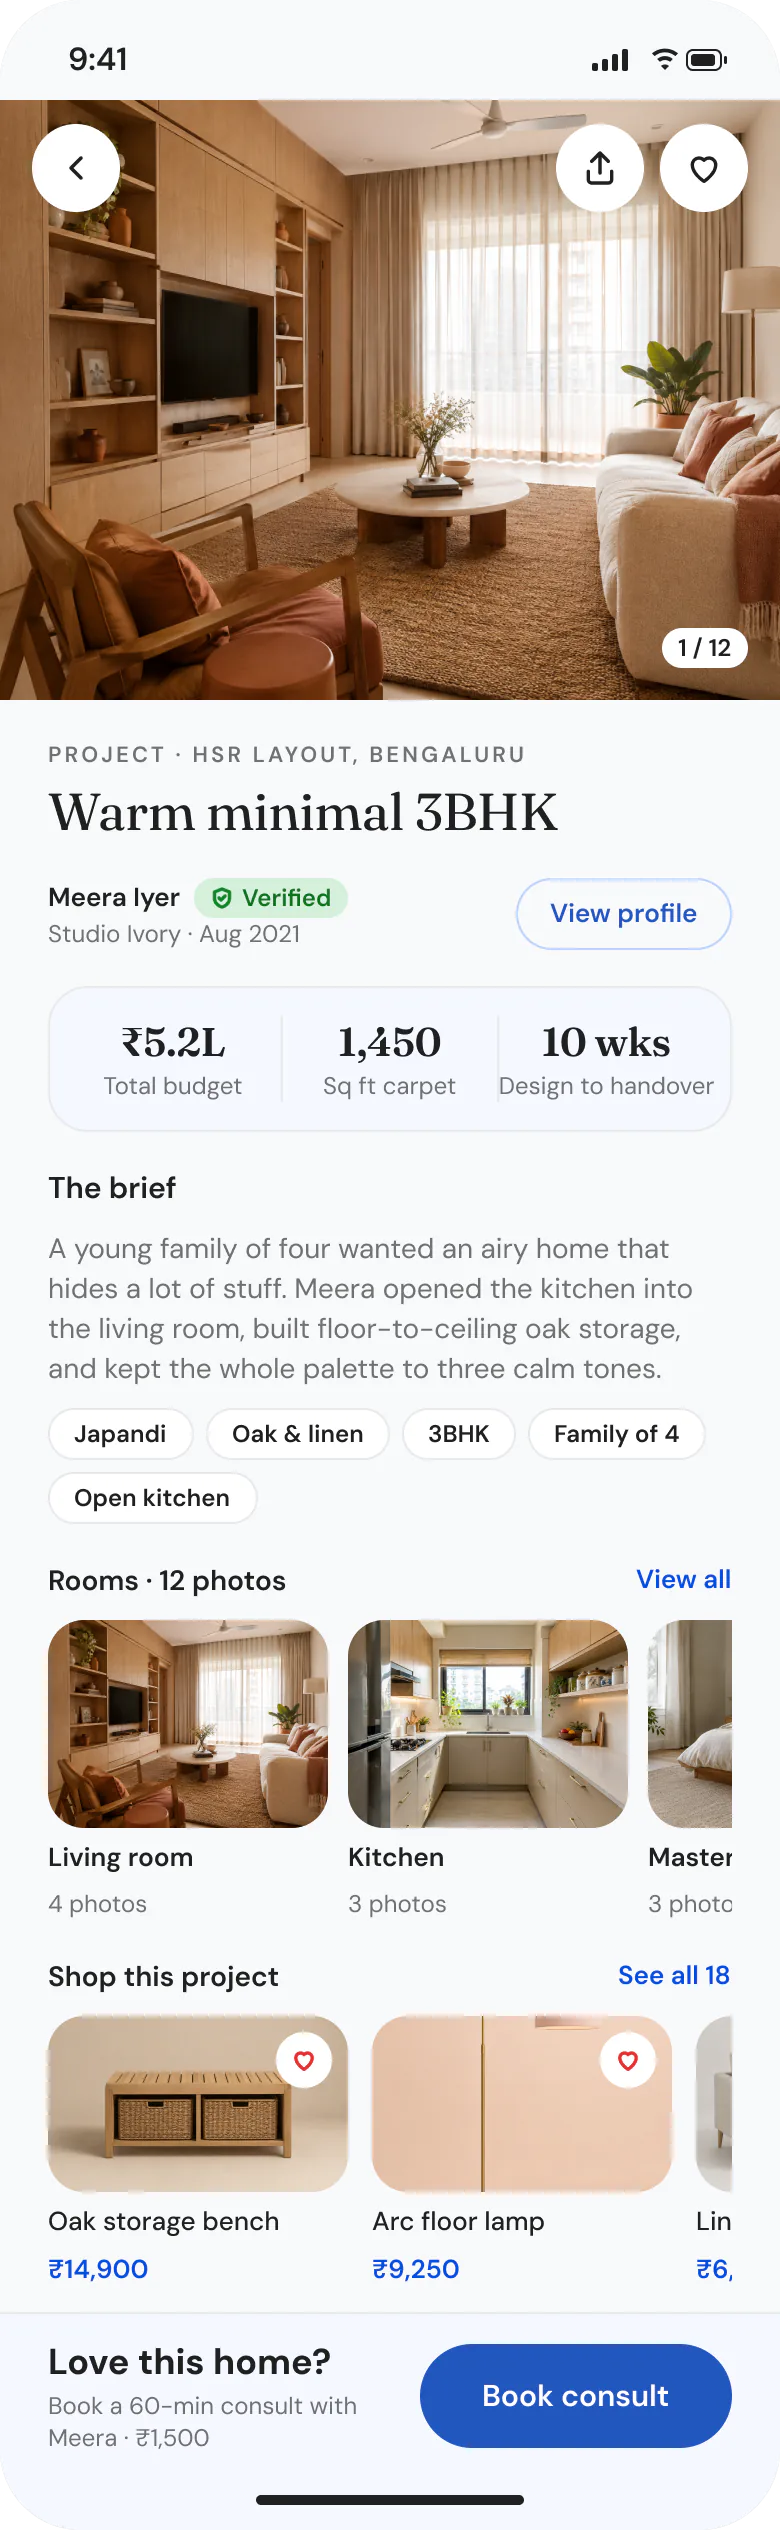 9:41
1 / 12
PROJECT · HSR LAYOUT, BENGALURU
Warm minimal 3BHK
Meera Iyer
Verified
Studio Ivory · Aug 2021
View profile
₹5.2L
Total budget
1,450
Sq ft carpet
10 wks
Design to handover
The brief
A young family of four wanted an airy home that
hides a lot of stuff. Meera opened the kitchen into
the living room, built floor-to-ceiling oak storage,
and kept the whole palette to three calm tones.
Japandi
Oak & linen
3BHK
Family of 4
Open kitchen
Rooms · 12 photos
View all
Living room
4 photos
Kitchen
3 photos
Master
3 photo
Shop this project
See all 18
Oak storage bench
₹14,900
Arc floor lamp
₹9,250
Lin
₹6,
Love this home?
Book a 60-min consult with
Meera · ₹1,500
Book consult